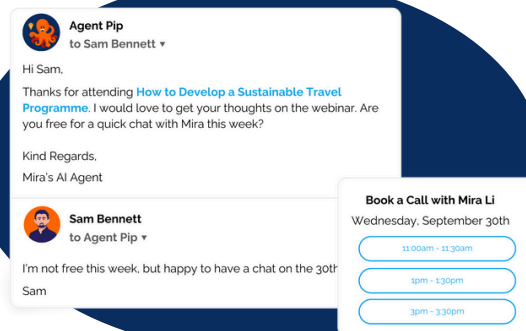 Agent Pip
to Sam Bennett ▾
Hi Sam,
Thanks for attending How to Develop a Sustainable Travel
Programme. I would love to get your thoughts on the webinar. Are
you free for a quick chat with Mira this week?
Kind Regards,
Mira's AI Agent
Sam Bennett
to Agent Pip ▾
I'm not free this week, but happy to have a chat on the 30th
Sam
Book a Call with Mira Li
Wednesday, September 30th
11:00am - 11:30am
1pm - 1:30pm
3pm - 3:30pm